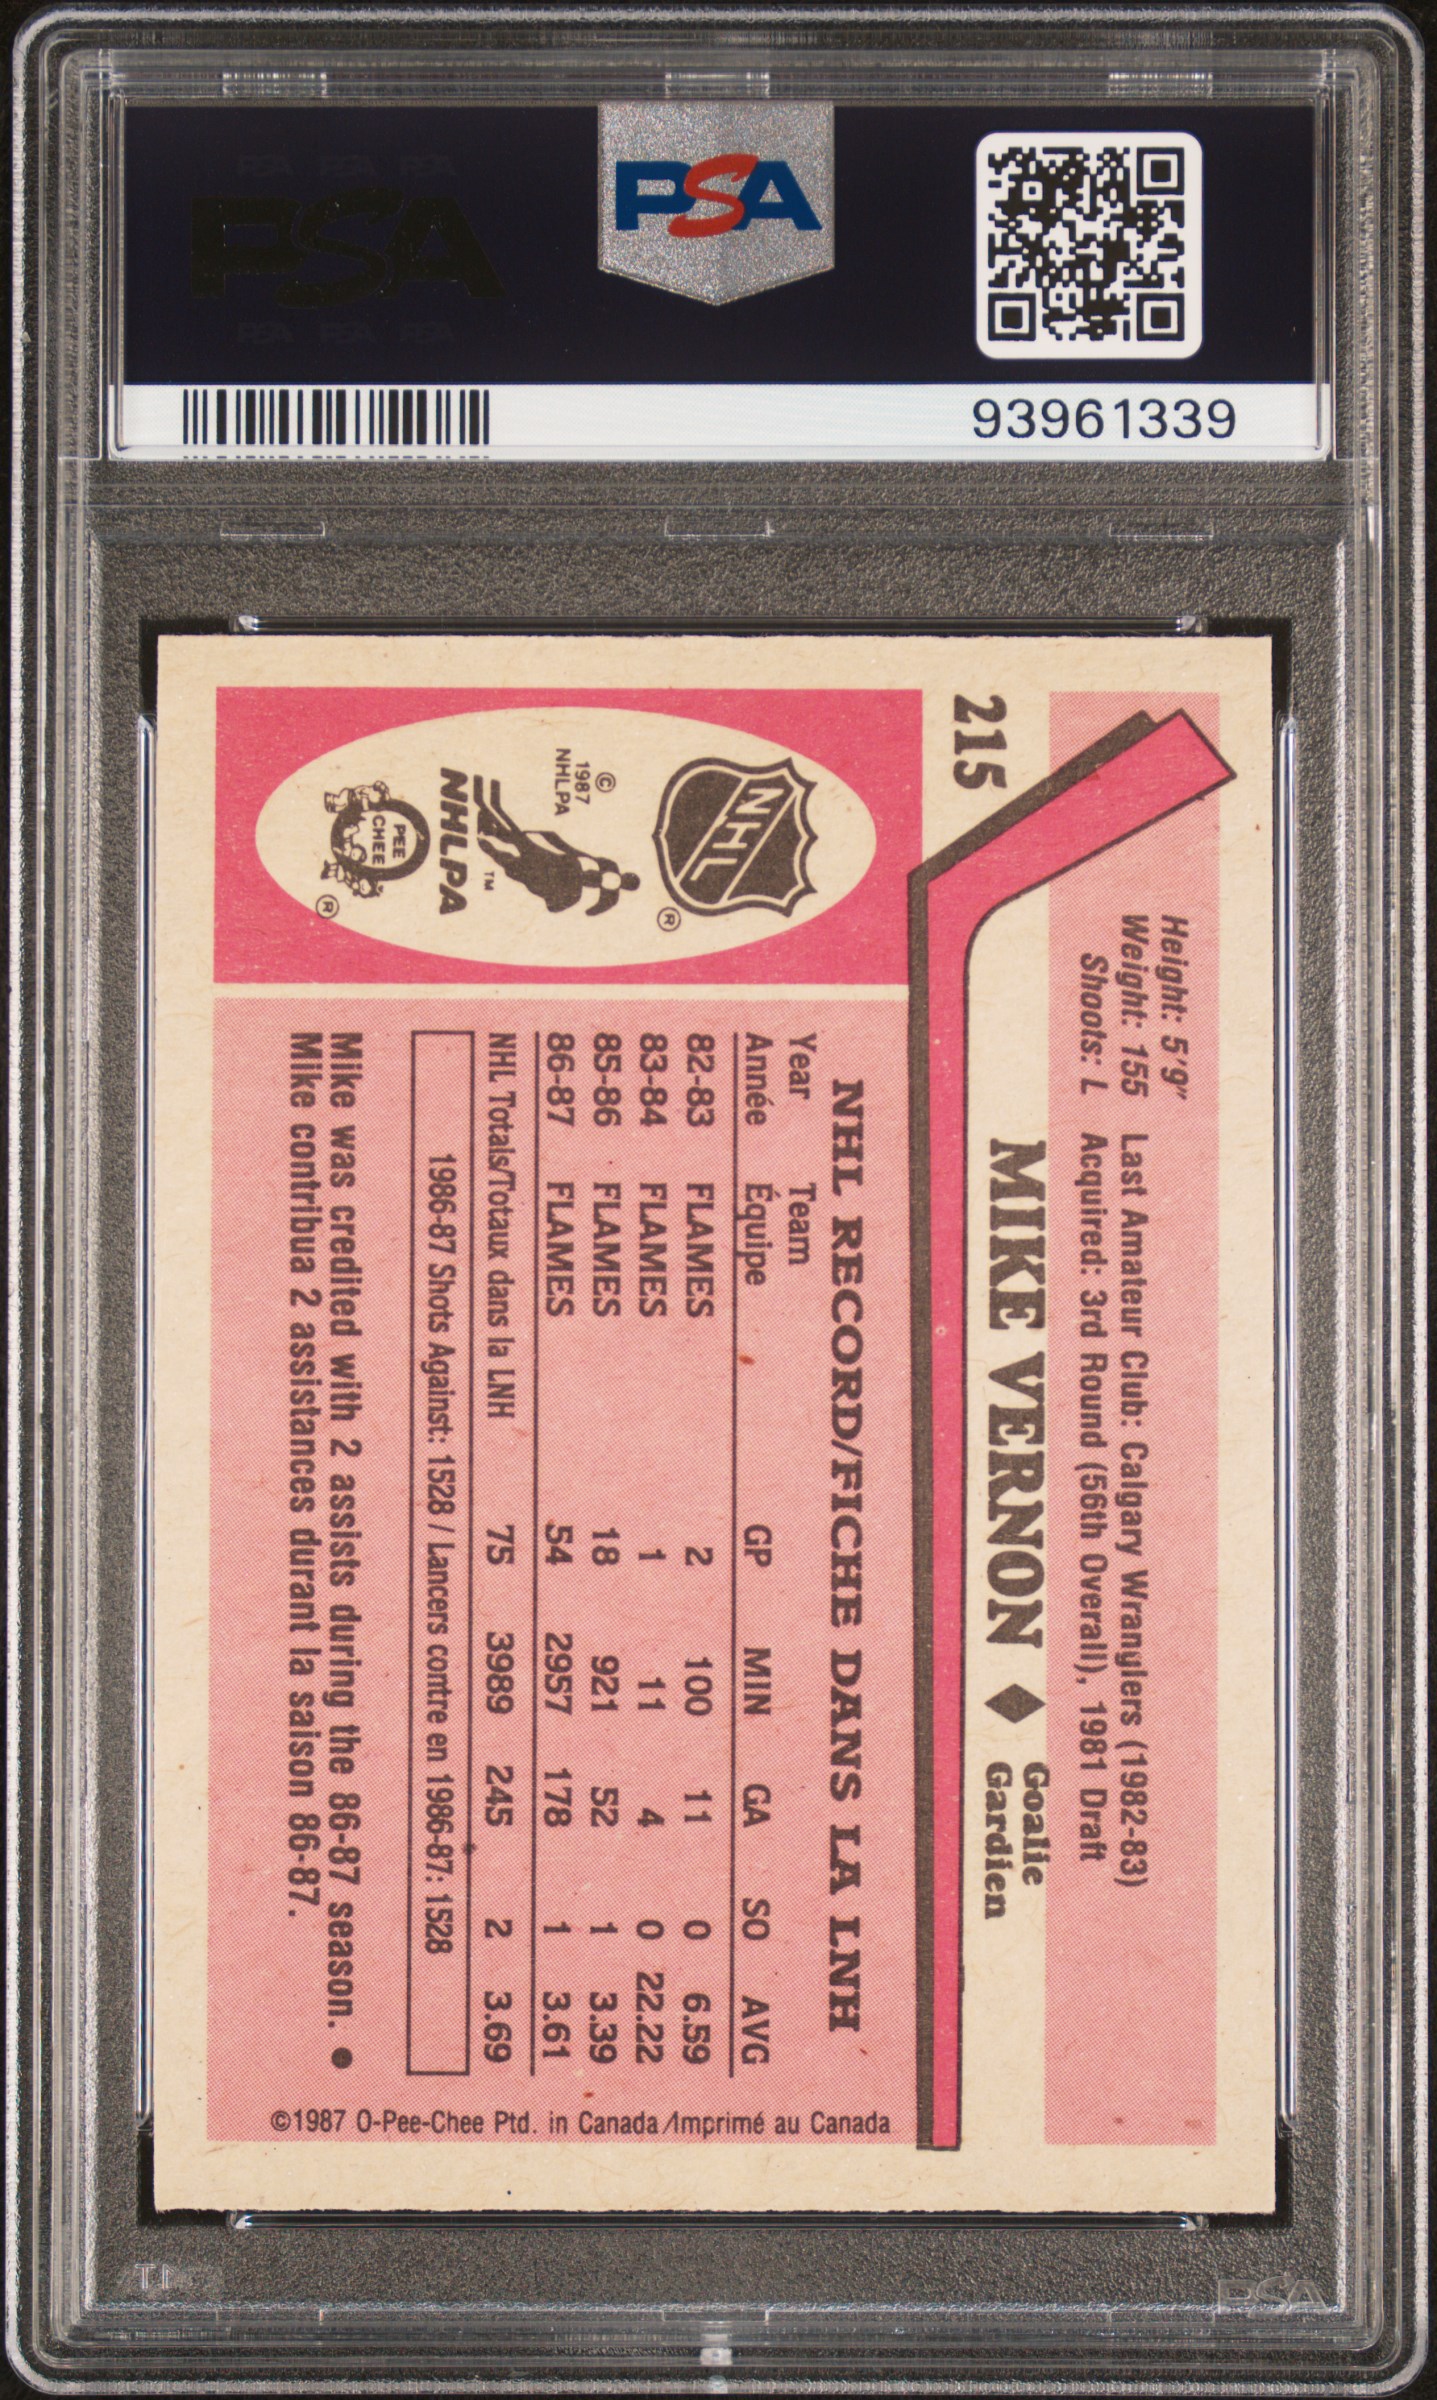 PSA
PSA
93961339
215
Height: 5'9"
Weight: 155
Shoots: L
Last Amateur Club: Calgary Wranglers (1982-83)
Acquired: 3rd Round (56th Overall), 1981 Draft
MIKE VERNON ♦ Goalie
Gardien
NHL
®
© 1987 NHLPA
NHLPA™
O PEE CHEE
®
NHL RECORD/FICHE DANS LA LNH
Year Team
Année Équipe GP MIN GA SO AVG
82-83 FLAMES 2 100 11 0 6.59
83-84 FLAMES 1 11 4 0 22.22
85-86 FLAMES 18 921 52 1 3.39
86-87 FLAMES 54 2957 178 1 3.61
NHL Totals/Totaux dans la LNH 75 3989 245 2 3.69
1986-87 Shots Against: 1528 / Lancers contre en 1986-87: 1528
Mike was credited with 2 assists during the 86-87 season. ●
Mike contribua 2 assistances durant la saison 86-87.
©1987 O-Pee-Chee Ptd. in Canada/Imprimé au Canada
PSA